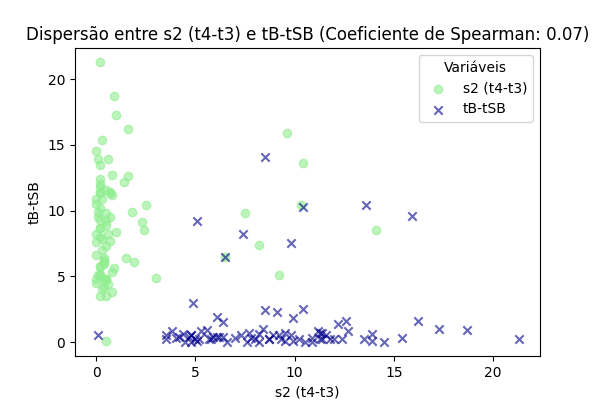 Dispersão entre s2 (t4-t3) e tB-tSB (Coeficiente de Spearman: 0.07)
Variáveis
s2 (t4-t3)
tB-tSB
tB-tSB
20
15
10
5
0
0 5 10 15 20
s2 (t4-t3)